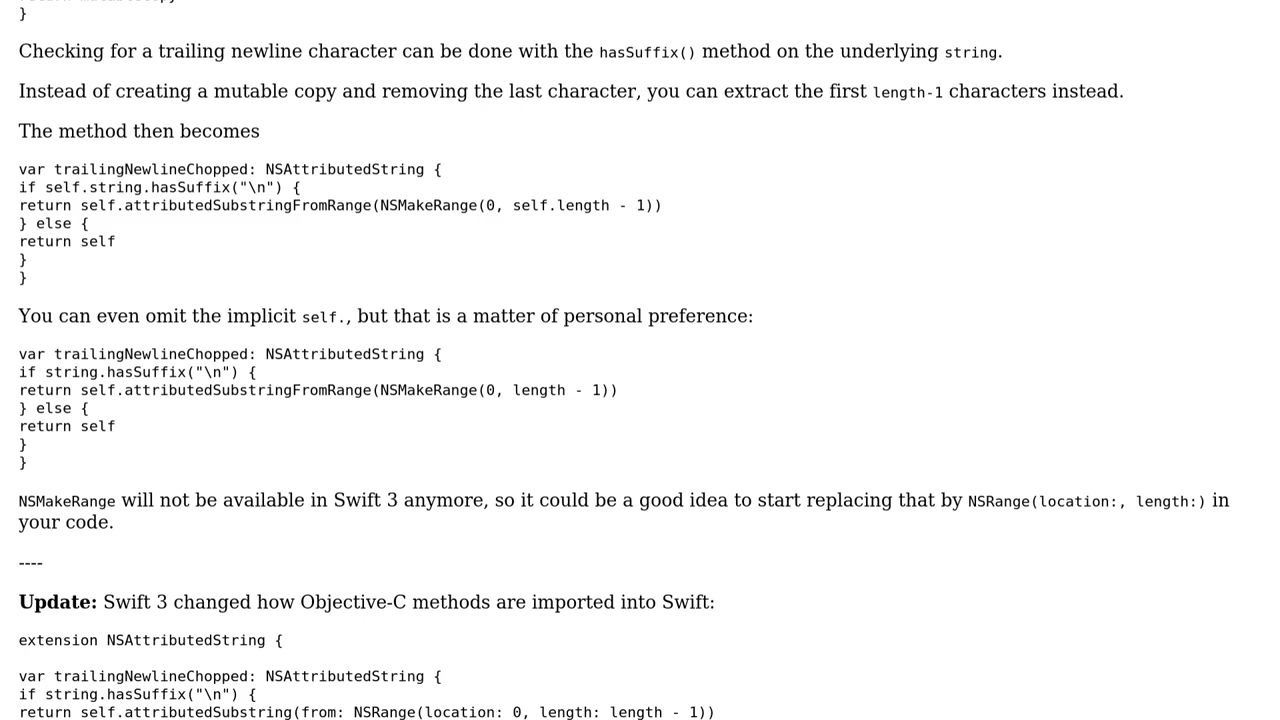 }
Checking for a trailing newline character can be done with the hasSuffix() method on the underlying string.
Instead of creating a mutable copy and removing the last character, you can extract the first length-1 characters instead.
The method then becomes
var trailingNewlineChopped: NSAttributedString {
if self.string.hasSuffix("\n") {
return self.attributedSubstringFromRange(NSMakeRange(0, self.length - 1))
} else {
return self
}
}
You can even omit the implicit self., but that is a matter of personal preference:
var trailingNewlineChopped: NSAttributedString {
if string.hasSuffix("\n") {
return self.attributedSubstringFromRange(NSMakeRange(0, length - 1))
} else {
return self
}
}
NSMakeRange will not be available in Swift 3 anymore, so it could be a good idea to start replacing that by NSRange(location:, length:) in
your code.
----
Update: Swift 3 changed how Objective-C methods are imported into Swift:
extension NSAttributedString {
var trailingNewlineChopped: NSAttributedString {
if string.hasSuffix("\n") {
return self.attributedSubstring(from: NSRange(location: 0, length: length - 1))